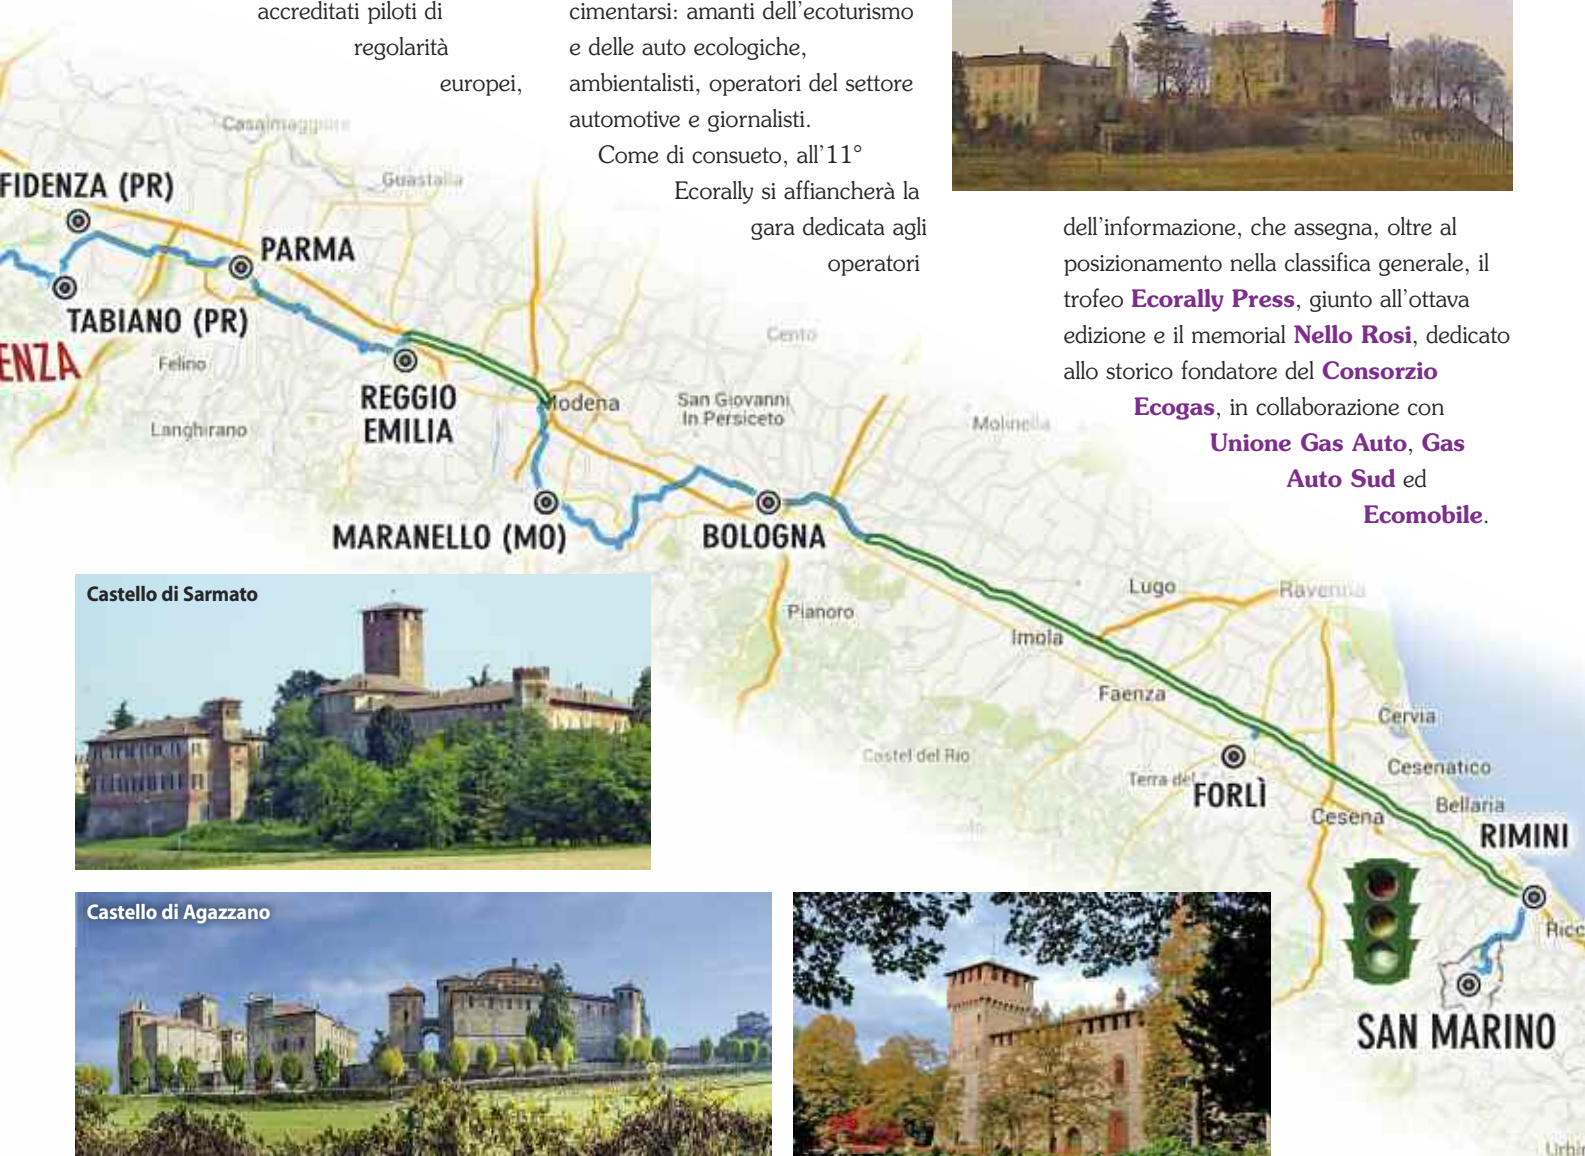 accreditati piloti di
regolarità
europei,
cimentarsi: amanti dell'ecoturismo
e delle auto ecologiche,
ambientalisti, operatori del settore
automotive e giornalisti.
Come di consueto, all'11°
Ecorally si affiancherà la
gara dedicata agli
operatori
dell'informazione, che assegna, oltre al
posizionamento nella classifica generale, il
trofeo Ecorally Press, giunto all'ottava
edizione e il memorial Nello Rosi, dedicato
allo storico fondatore del Consorzio
Ecogas, in collaborazione con
Unione Gas Auto, Gas
Auto Sud ed
Ecomobile.
Casalmaggiore
Guastalla
FIDENZA (PR)
PARMA
TABIANO (PR)
ENZA
Felino
Langhirano
REGGIO
EMILIA
Modena
Cento
San Giovanni
In Persiceto
Molinella
MARANELLO (MO)
BOLOGNA
Pianoro
Lugo
Ravenna
Imola
Faenza
Cervia
Castel del Rio
Terra del
FORLÌ
Cesenatico
Bellaria
Cesena
RIMINI
Ricc
SAN MARINO
Urbin
Castello di Sarmato
Castello di Agazzano